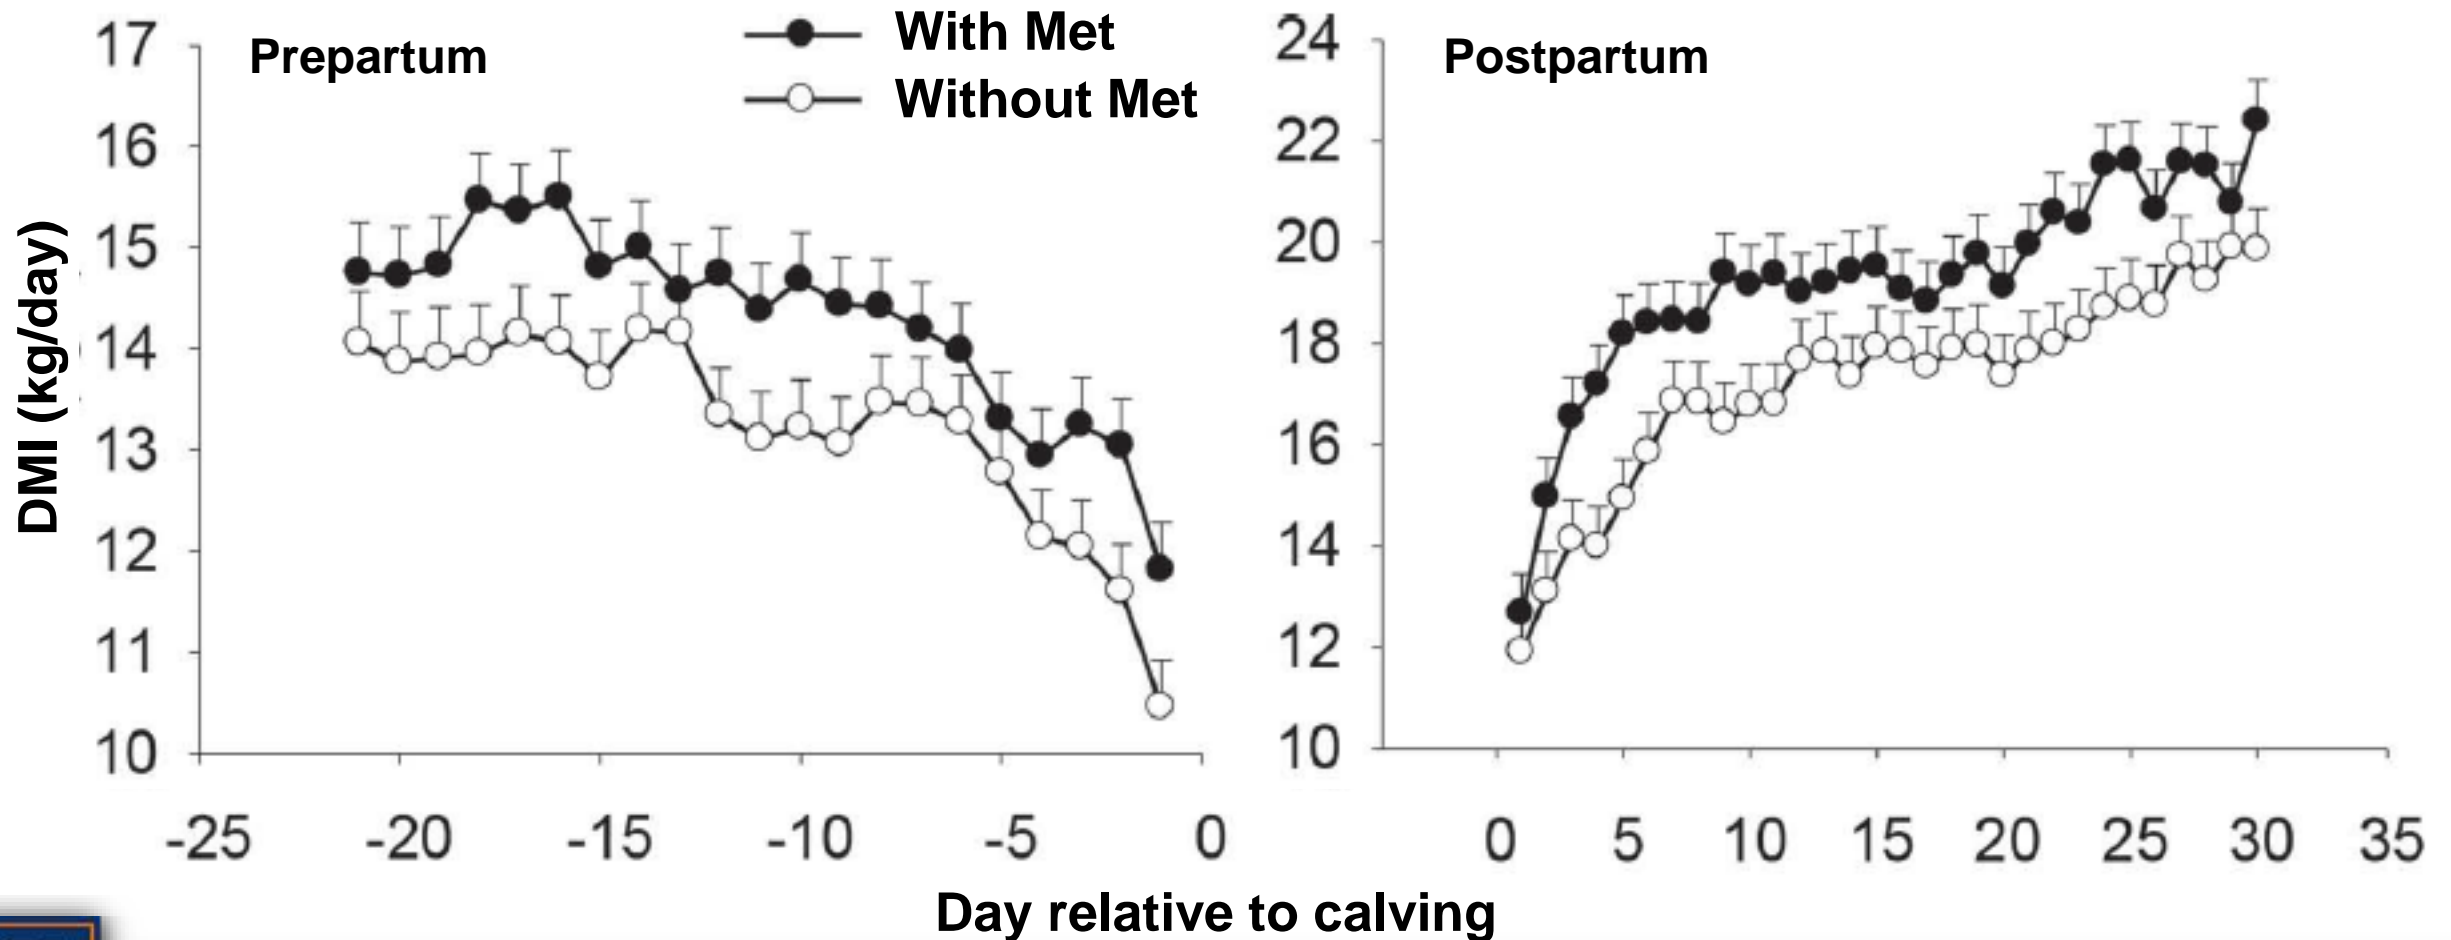 Prepartum
With Met
Without Met
Postpartum
DMI (kg/day)
17
16
15
14
13
12
11
10
-25 -20 -15 -10 -5 0
24
22
20
18
16
14
12
10
0 5 10 15 20 25 30 35
Day relative to calving